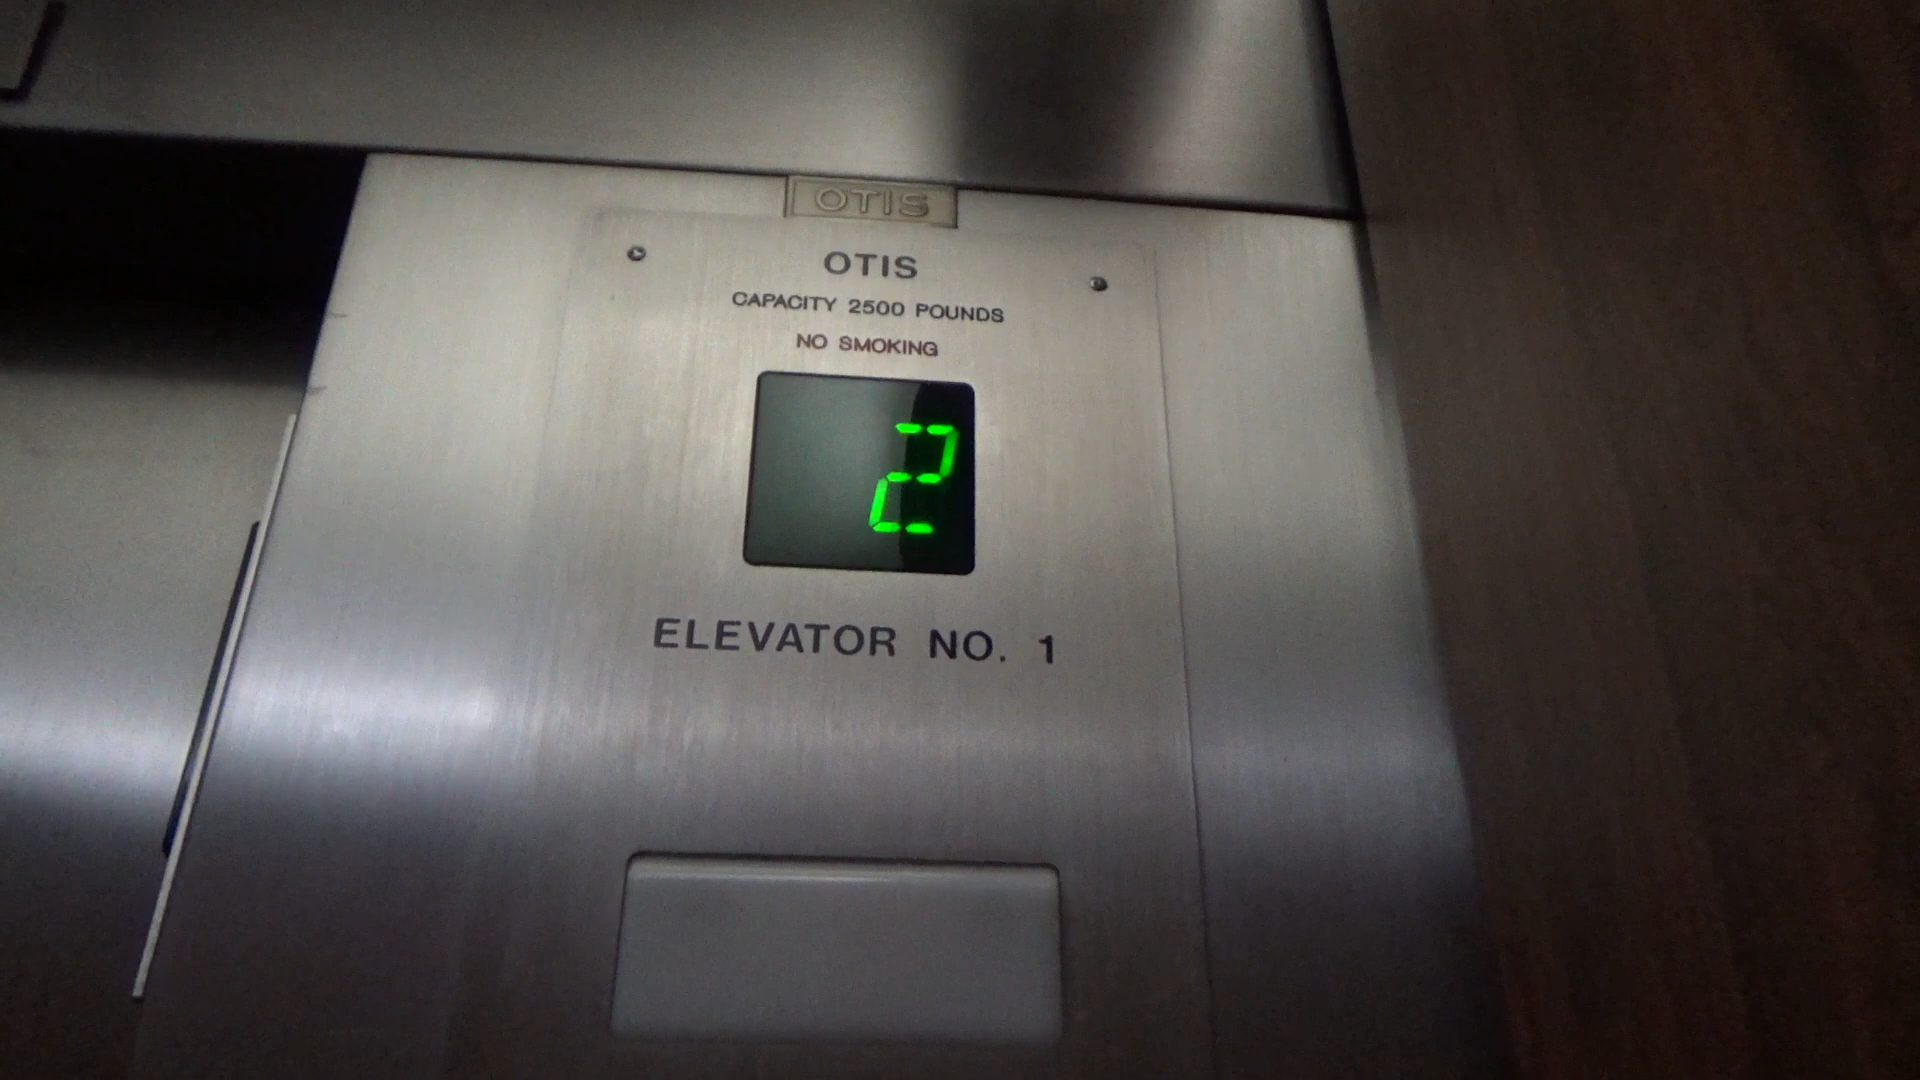 OTIS
OTIS
CAPACITY 2500 POUNDS
NO SMOKING
2
ELEVATOR NO. 1